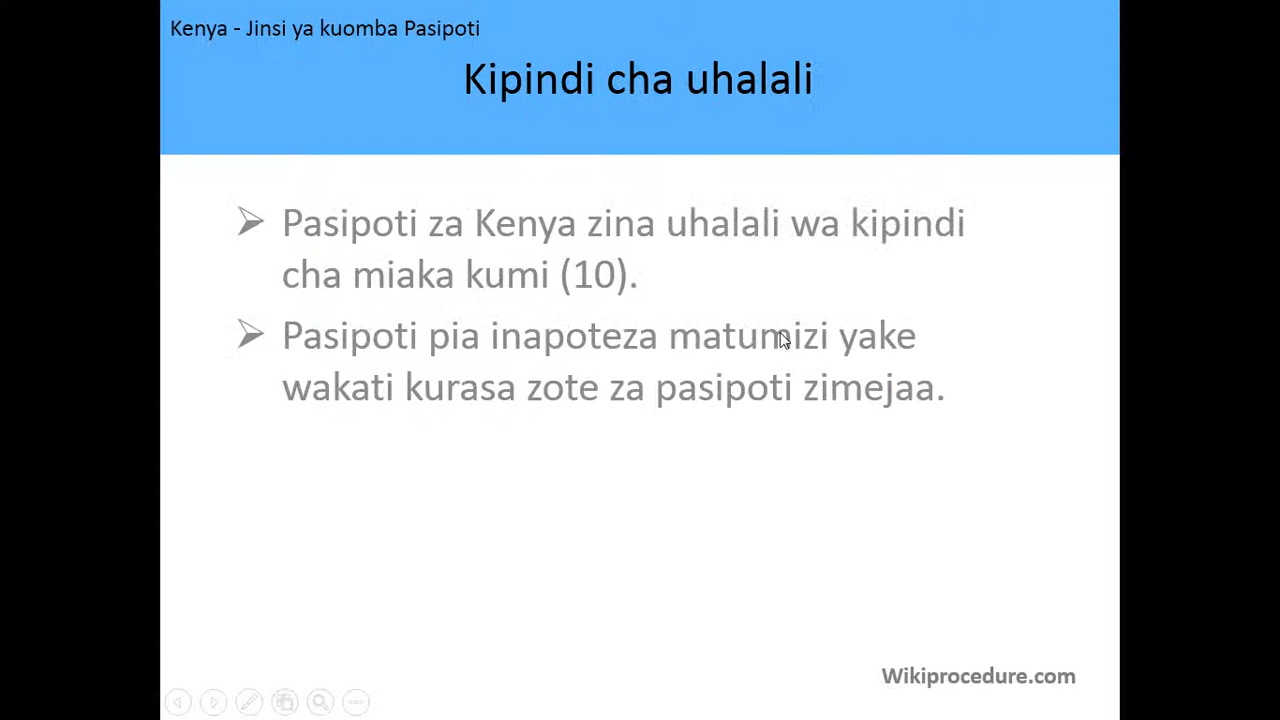 Kenya - Jinsi ya kuomba Pasipoti
Kipindi cha uhalali
Pasipoti za Kenya zina uhalali wa kipindi
cha miaka kumi (10).
Pasipoti pia inapoteza matumizi yake
wakati kurasa zote za pasipoti zimejaa.
Wikiprocedure.com